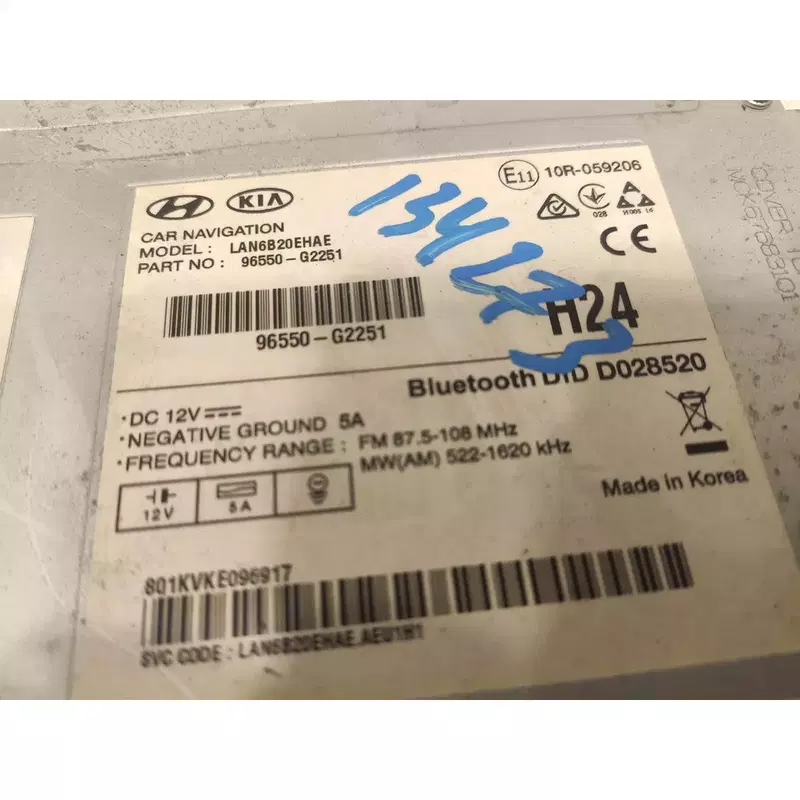 E11 10R-059206
KIA
028
CAR NAVIGATION
MODEL : LAN6B20EHAE
PART NO : 96550-G2251
CE
H24
96550-G2251
Bluetooth D028520
·DC 12V
·NEGATIVE GROUND 5A
·FREQUENCY RANGE : FM 87.5-108 MHz
MW(AM) 522-1620 kHz
12V 5A
Made in Korea
801KVKE096917
SVC CODE : LAN6B20EHAE.AEU1H1